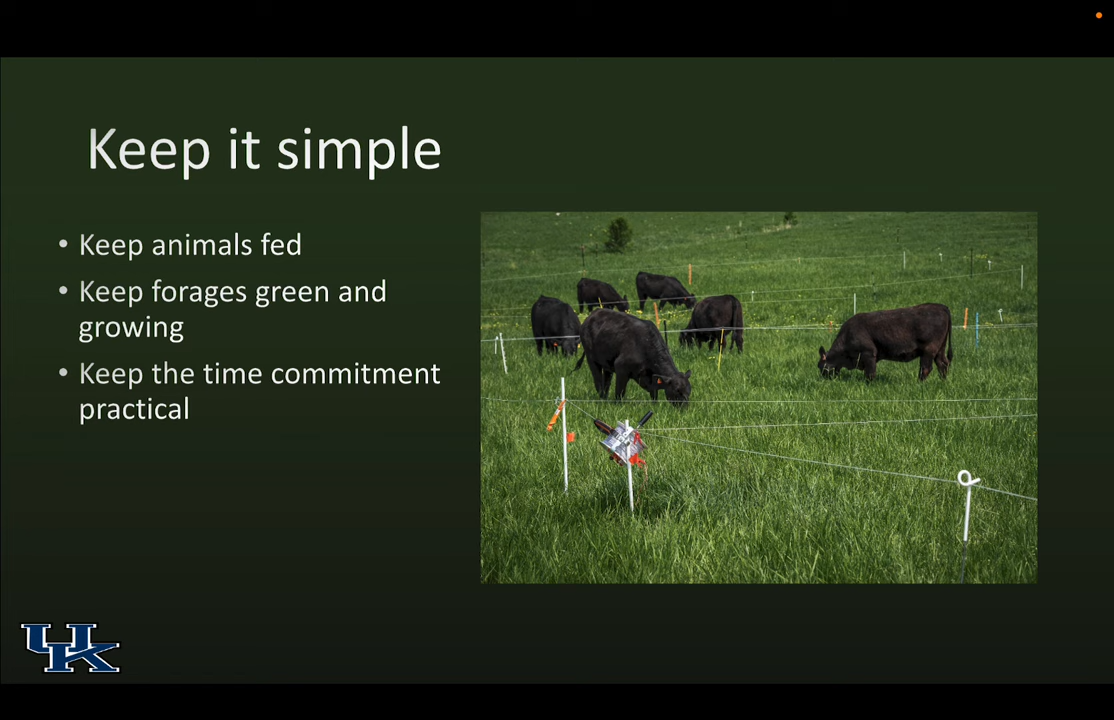 Keep it simple
• Keep animals fed
• Keep forages green and
growing
• Keep the time commitment
practical
UK